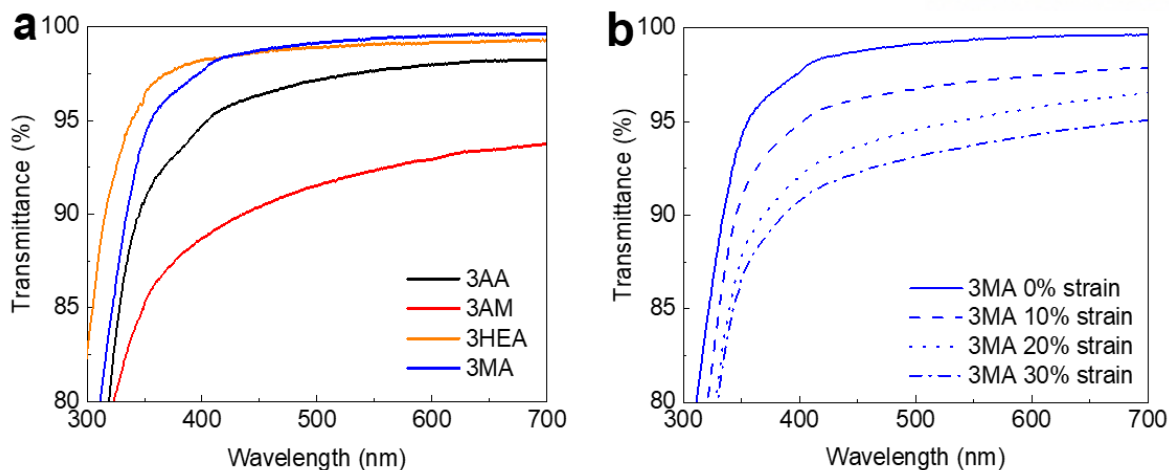 a
Transmittance (%)
100
95
90
85
80
3AA
3AM
3HEA
3MA
300 400 500 600 700
Wavelength (nm)
b
Transmittance (%)
100
95
90
85
80
3MA 0% strain
3MA 10% strain
3MA 20% strain
3MA 30% strain
300 400 500 600 700
Wavelength (nm)